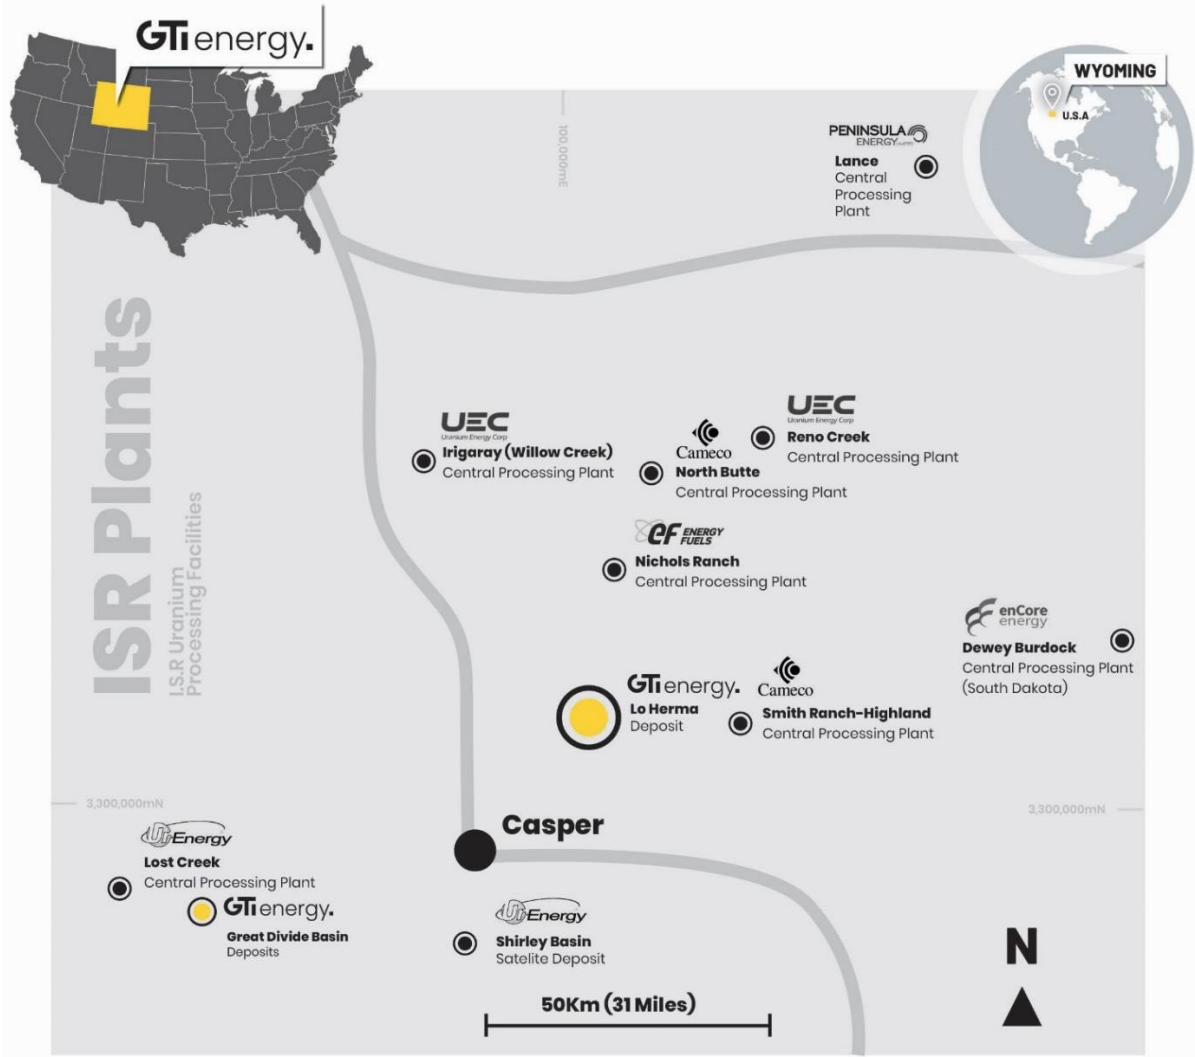 GTi energy.
WYOMING
U.S.A
100,000mE
PENINSULA
ENERGY
Lance
Central
Processing
Plant
ISR Plants
I.S.R Uranium
Processing Facilities
UEC
Uranium Energy Corp
Irigaray (Willow Creek)
Central Processing Plant
Cameco
North Butte
Central Processing Plant
UEC
Uranium Energy Corp
Reno Creek
Central Processing Plant
ef ENERGY
FUELS
Nichols Ranch
Central Processing Plant
enCore
energy
Dewey Burdock
Central Processing Plant
(South Dakota)
GTi energy.
Lo Herma
Deposit
Cameco
Smith Ranch-Highland
Central Processing Plant
3,300,000mN
3,300,000mN
Casper
Ur Energy
Lost Creek
Central Processing Plant
GTi energy.
Great Divide Basin
Deposits
Ur Energy
Shirley Basin
Satelite Deposit
N
50Km (31 Miles)